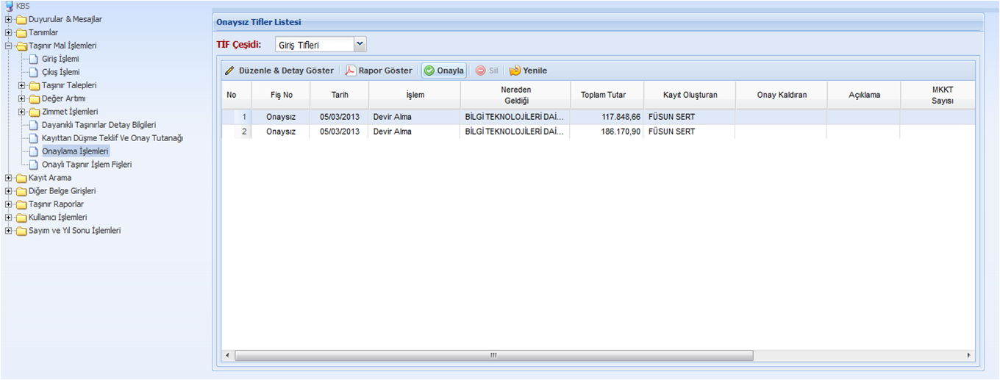 KBS
Duyurular & Mesajlar
Tanımlar
Taşınır Mal İşlemleri
Giriş İşlemi
Çıkış İşlemi
Taşınır Talepleri
Değer Artımı
Zimmet İşlemleri
Dayanıklı Taşınırlar Detay Bilgileri
Kayıttan Düşme Teklif Ve Onay Tutanağı
Onaylama İşlemleri
Onaylı Taşınır İşlem Fişleri
Kayıt Arama
Diğer Belge Girişleri
Taşınır Raporlar
Kullanıcı İşlemleri
Sayım ve Yıl Sonu İşlemleri
Onaysız Tifler Listesi
TİF Çeşidi: Giriş Tifleri
Düzenle & Detay Göster Rapor Göster Onayla Sil Yenile
No Fiş No Tarih İşlem Nereden Geldiği Toplam Tutar Kayıt Oluşturan Onay Kaldıran Açıklama MKKT Sayısı
1 Onaysız 05/03/2013 Devir Alma BİLGİ TEKNOLOJİLERİ DAİ... 117.848,66 FÜSUN SERT
2 Onaysız 05/03/2013 Devir Alma BİLGİ TEKNOLOJİLERİ DAİ... 186.170,90 FÜSUN SERT